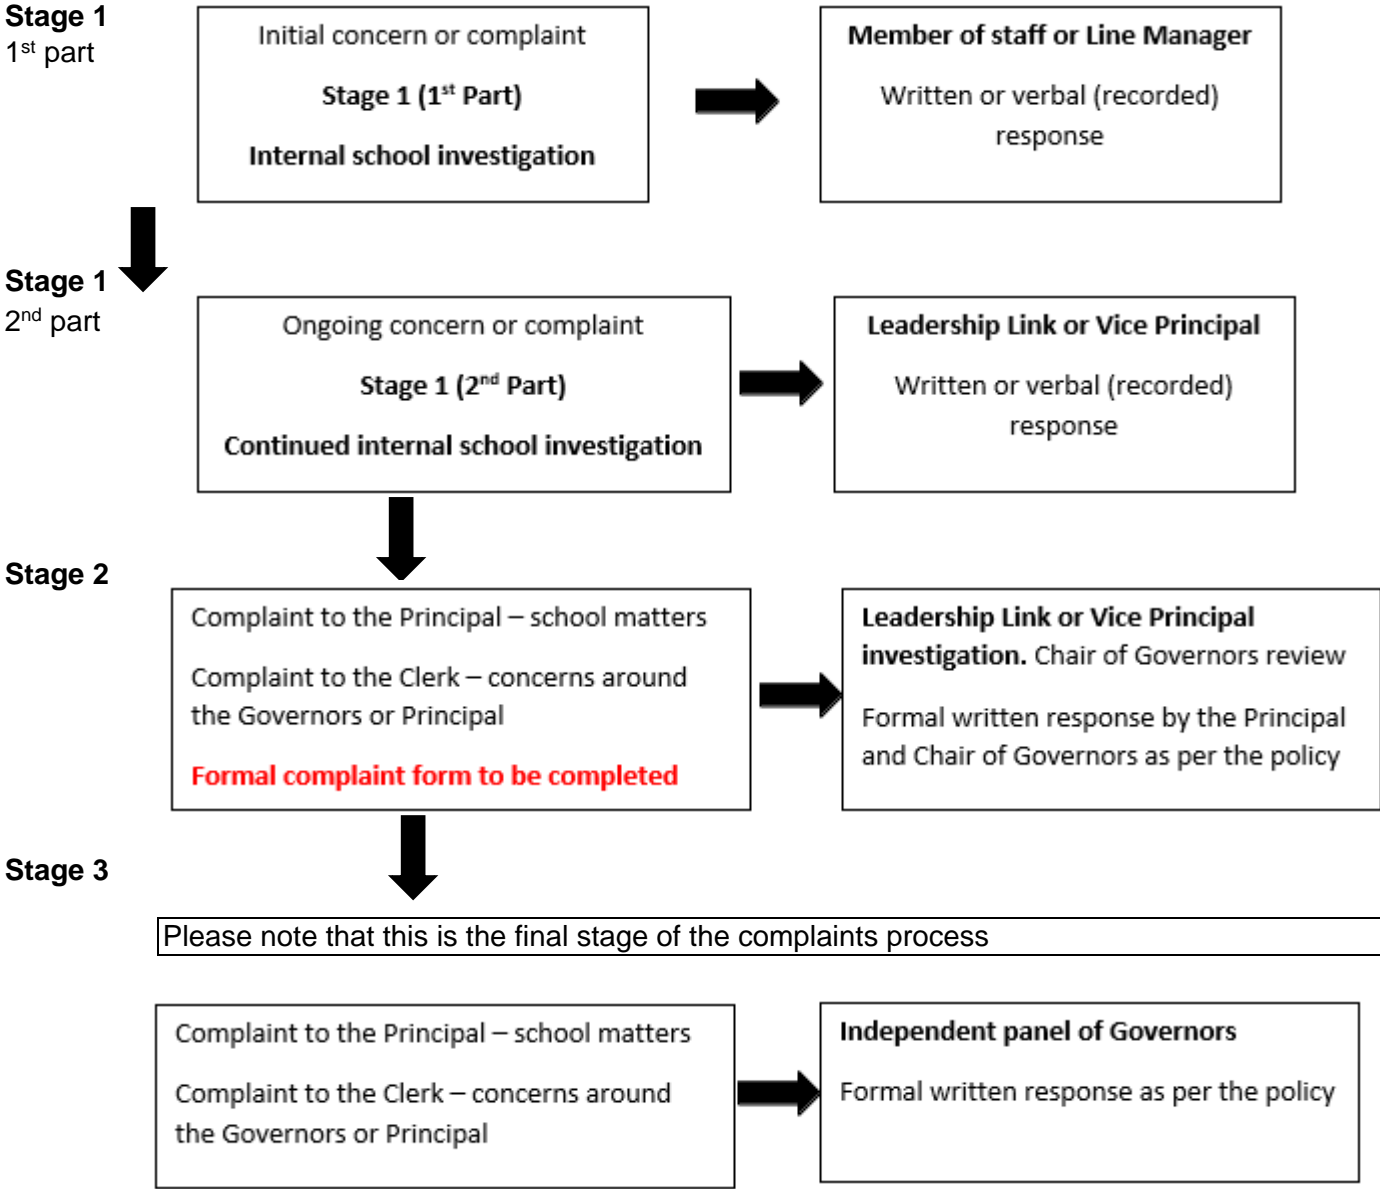 Stage 1
1st part
Initial concern or complaint
Stage 1 (1st Part)
Internal school investigation
Member of staff or Line Manager
Written or verbal (recorded)
response
Stage 1
2nd part
Ongoing concern or complaint
Stage 1 (2nd Part)
Continued internal school investigation
Leadership Link or Vice Principal
Written or verbal (recorded)
response
Stage 2
Complaint to the Principal – school matters
Complaint to the Clerk – concerns around
the Governors or Principal
Formal complaint form to be completed
Leadership Link or Vice Principal
investigation. Chair of Governors review
Formal written response by the Principal
and Chair of Governors as per the policy
Stage 3
Please note that this is the final stage of the complaints process
Complaint to the Principal – school matters
Complaint to the Clerk – concerns around
the Governors or Principal
Independent panel of Governors
Formal written response as per the policy